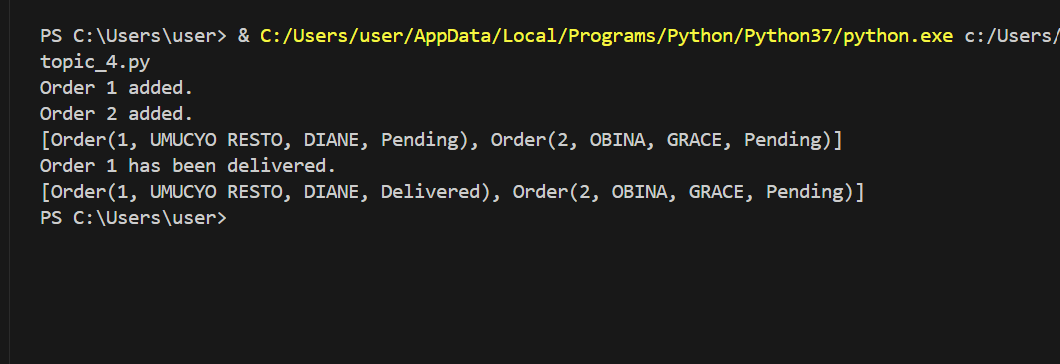 PS C:\Users\user> & C:/Users/user/AppData/Local/Programs/Python/Python37/python.exe c:/Users/
topic_4.py
Order 1 added.
Order 2 added.
[Order(1, UMUCYO RESTO, DIANE, Pending), Order(2, OBINA, GRACE, Pending)]
Order 1 has been delivered.
[Order(1, UMUCYO RESTO, DIANE, Delivered), Order(2, OBINA, GRACE, Pending)]
PS C:\Users\user>